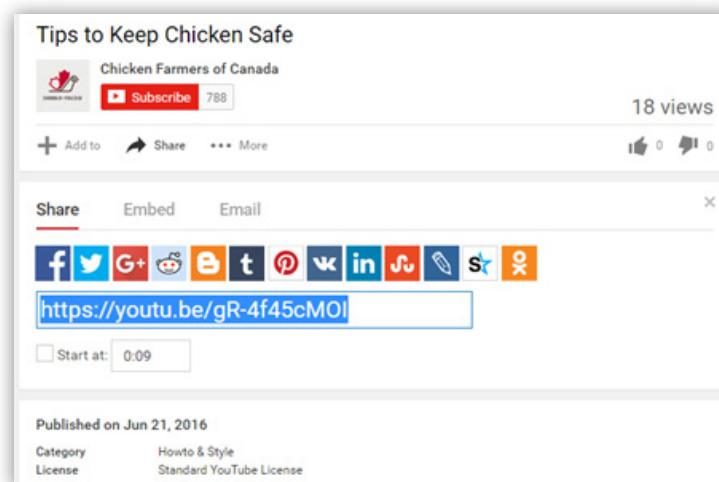 Tips to Keep Chicken Safe
Chicken Farmers of Canada
Subscribe 788
18 views
Add to Share More
0 0
Share Embed Email
f G+ B t P vк in S
https://youtu.be/gR-4f45cMOI
Start at: 0:09
Published on Jun 21, 2016
Category Howto & Style
License Standard YouTube License